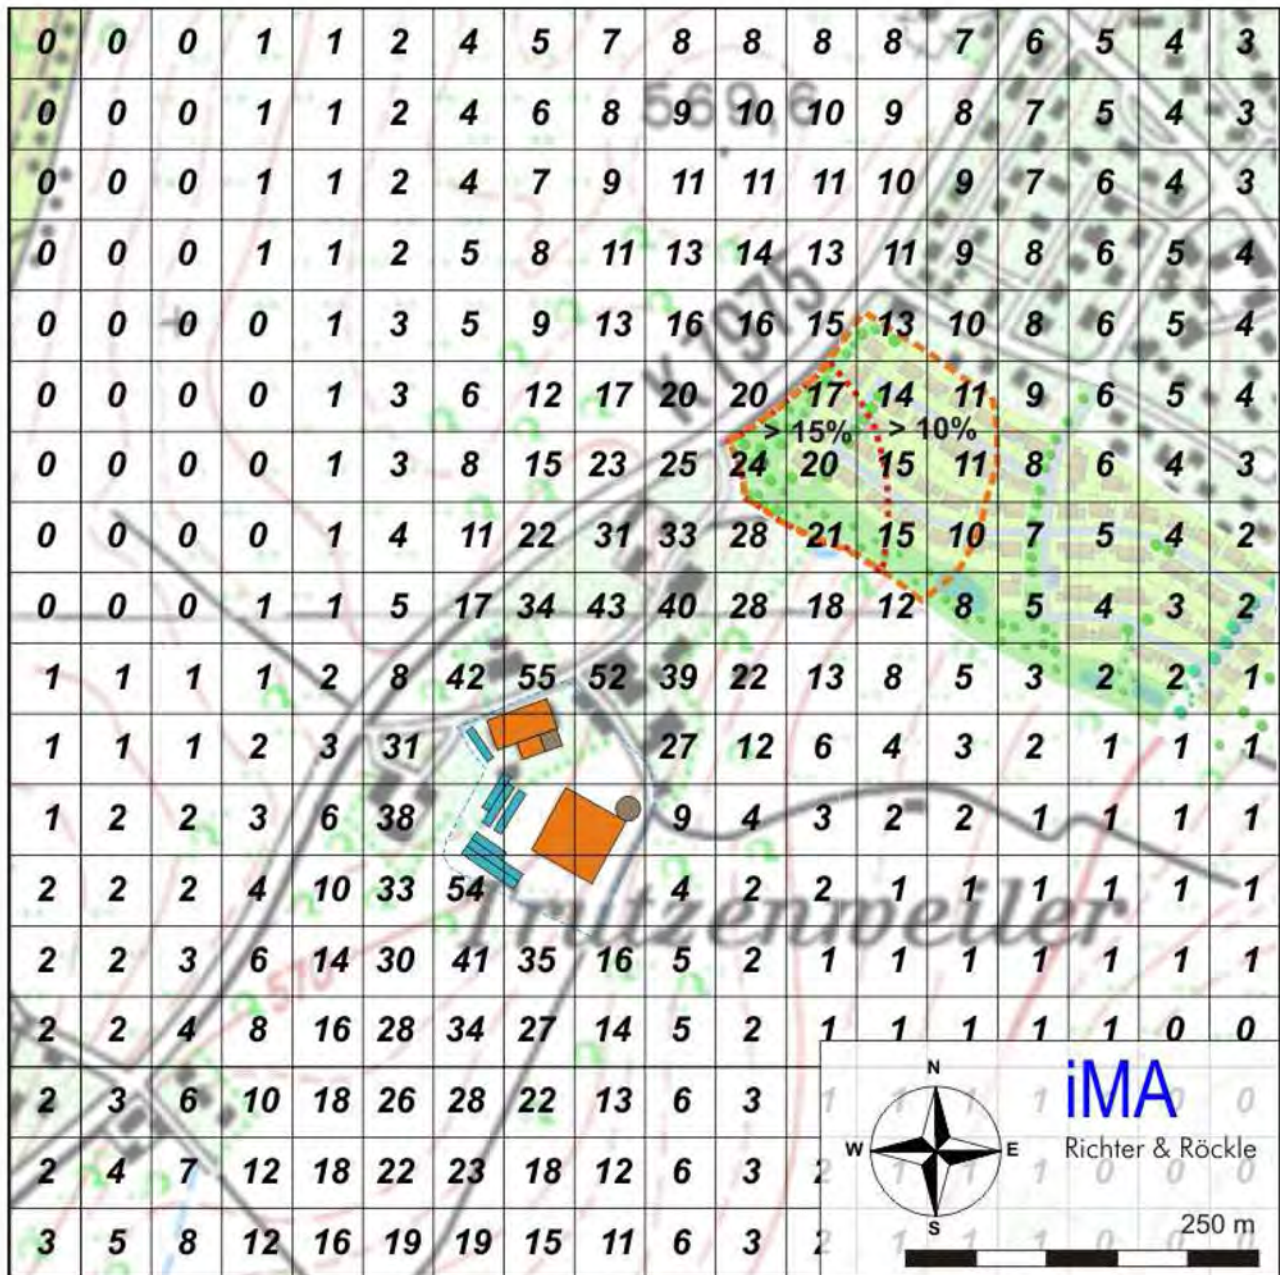 0 0 0 1 1 2 4 5 7 8 8 8 8 7 6 5 4 3
569,6
0 0 0 1 1 2 4 6 8 9 10 10 9 8 7 5 4 3
0 0 0 1 1 2 4 7 9 11 11 11 10 9 7 6 4 3
0 0 0 1 1 2 5 8 11 13 14 13 11 9 8 6 5 4
0 0 0 0 1 3 5 9 13 16 16 15 13 10 8 6 5 4
K 7975
0 0 0 0 1 3 6 12 17 20 20 17 14 11 9 6 5 4
> 15% > 10%
0 0 0 0 1 3 8 15 23 25 24 20 15 11 8 6 4 3
0 0 0 0 1 4 11 22 31 33 28 21 15 10 7 5 4 2
0 0 0 1 1 5 17 34 43 40 28 18 12 8 5 4 3 2
1 1 1 1 2 8 42 55 52 39 22 13 8 5 3 2 2 1
1 1 1 2 3 31 27 12 6 4 3 2 1 1 1
1 2 2 3 6 38 9 4 3 2 2 1 1 1 1
2 2 2 4 10 33 54 4 2 2 1 1 1 1 1 1
Trutzenweiler
2 2 3 6 14 30 41 35 16 5 2 1 1 1 1 1 1 1
570
2 2 4 8 16 28 34 27 14 5 2 1 1 1 1 1 0 0
2 3 6 10 18 26 28 22 13 6 3 1
2 4 7 12 18 22 23 18 12 6 3 2
3 5 8 12 16 19 19 15 11 6 3 2
N
W E
S
iMA
Richter & Röckle
250 m